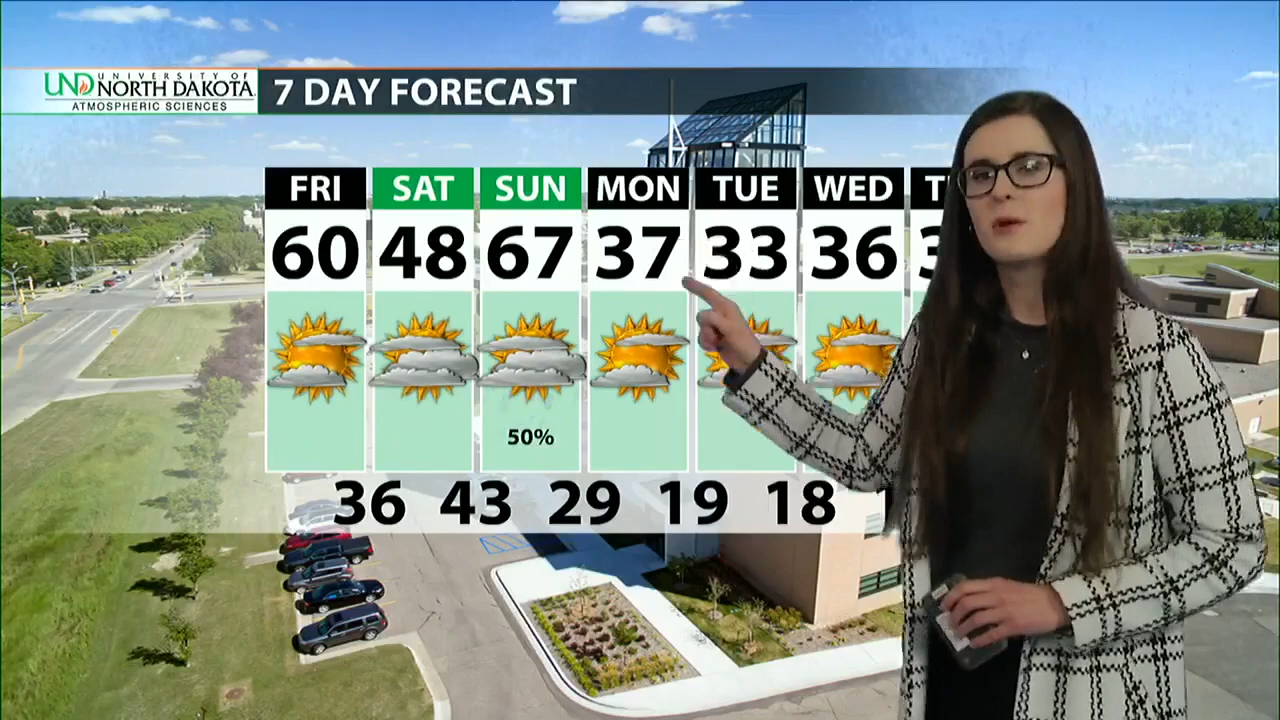 UND UNIVERSITY OF
NORTH DAKOTA
ATMOSPHERIC SCIENCES
7 DAY FORECAST
FRI SAT SUN MON TUE WED
60 48 67 37 33 36
50%
36 43 29 19 18